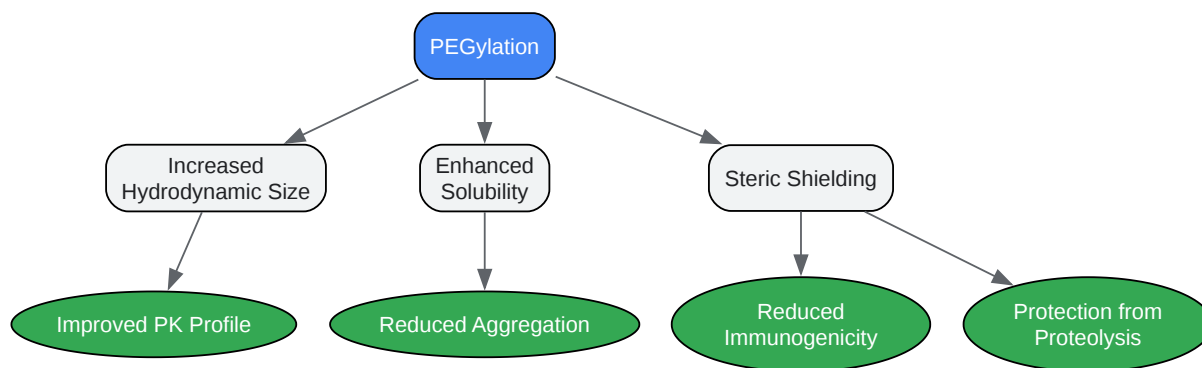 PEGylation
Increased
Hydrodynamic Size
Enhanced
Solubility
Steric Shielding
Improved PK Profile
Reduced Aggregation
Reduced
Immunogenicity
Protection from
Proteolysis